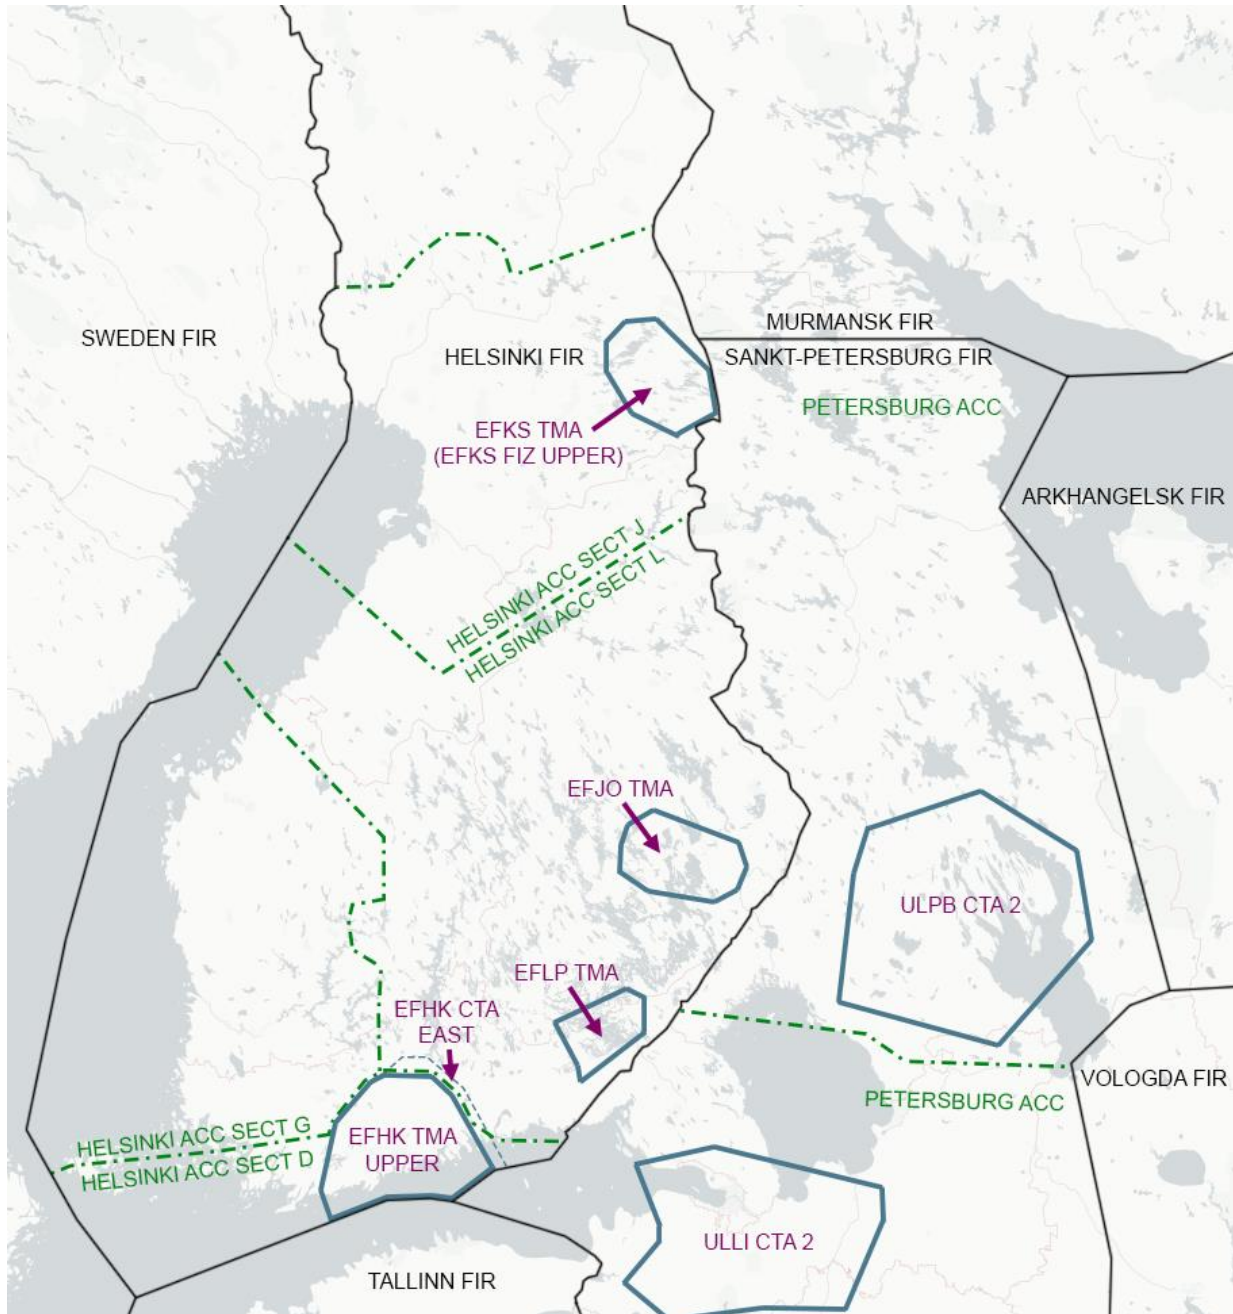 MURMANSK FIR
SWEDEN FIR
HELSINKI FIR
SANKT-PETERSBURG FIR
PETERSBURG ACC
EFKS TMA
(EFKS FIZ UPPER)
ARKHANGELSK FIR
HELSINKI ACC SECT J
HELSINKI ACC SECT L
EFJO TMA
ULPB CTA 2
EFLP TMA
EFHK CTA
EAST
VOLOGDA FIR
PETERSBURG ACC
HELSINKI ACC SECT G
HELSINKI ACC SECT D
EFHK TMA
UPPER
ULLI CTA 2
TALLINN FIR